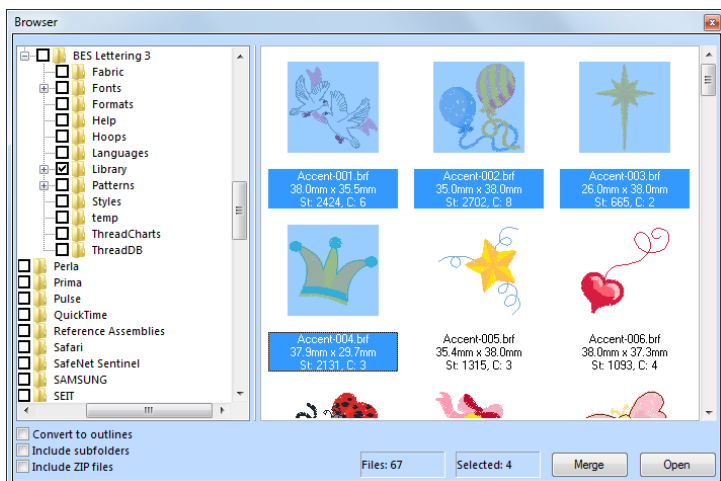 Browser
BES Lettering 3
Fabric
Fonts
Formats
Help
Hoops
Languages
Library
Patterns
Styles
temp
ThreadCharts
ThreadDB
Perla
Prima
Pulse
QuickTime
Reference Assemblies
Safari
SafeNet Sentinel
SAMSUNG
SEIT
Accent-001.brf
38.0mm x 35.5mm
St: 2424, C: 6
Accent-002.brf
35.0mm x 38.0mm
St: 2702, C: 8
Accent-003.brf
26.0mm x 38.0mm
St: 665, C: 2
Accent-004.brf
37.9mm x 29.7mm
St: 2131, C: 3
Accent-005.brf
35.4mm x 38.0mm
St: 1315, C: 3
Accent-006.brf
38.0mm x 37.3mm
St: 1093, C: 4
Convert to outlines
Include subfolders
Include ZIP files
Files: 67
Selected: 4
Merge
Open